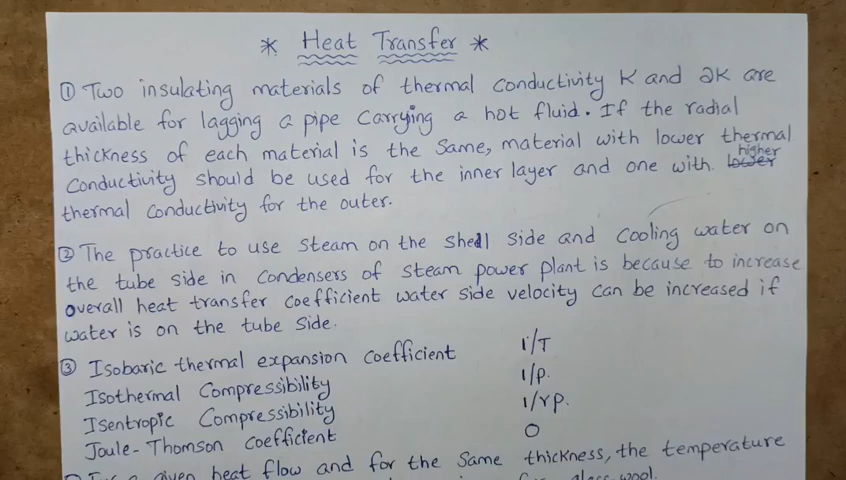 * Heat Transfer *
① Two insulating materials of thermal conductivity K and 2K are
available for lagging a pipe carrying a hot fluid. If the radial
thickness of each material is the same, material with lower thermal
conductivity should be used for the inner layer and one with higher
thermal conductivity for the outer.
② The practice to use steam on the shell side and cooling water on
the tube side in condensers of steam power plant is because to increase
overall heat transfer coefficient water side velocity can be increased if
water is on the tube side.
③ Isobaric thermal expansion coefficient 1/T
Isothermal Compressibility 1/p.
Isentropic Compressibility 1/γp.
Joule-Thomson coefficient 0
given heat flow and for the same thickness, the temperature
glass wool.